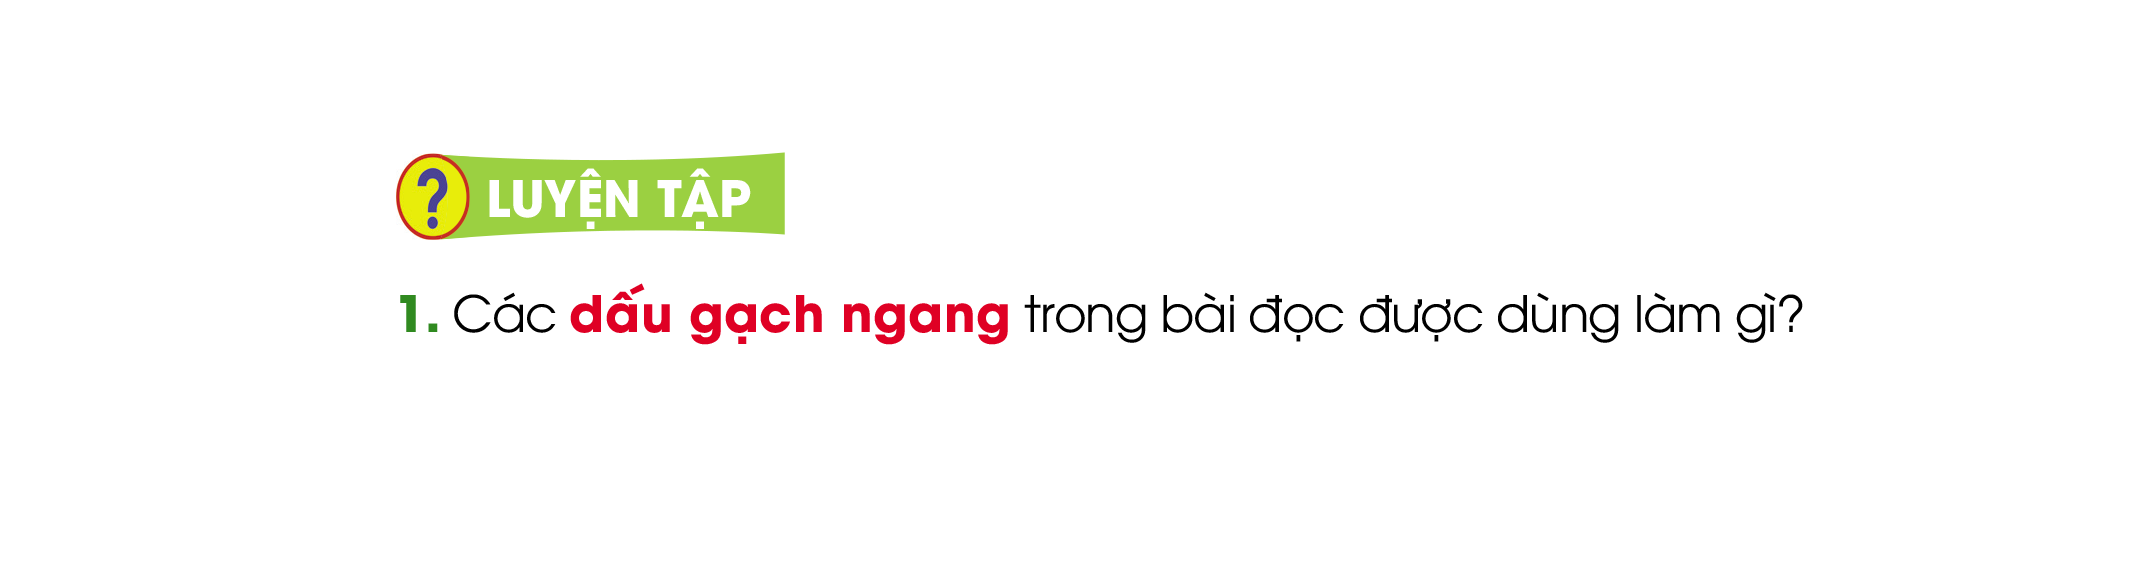 ? LUYỆN TẬP
1. Các dấu gạch ngang trong bài đọc được dùng làm gì?